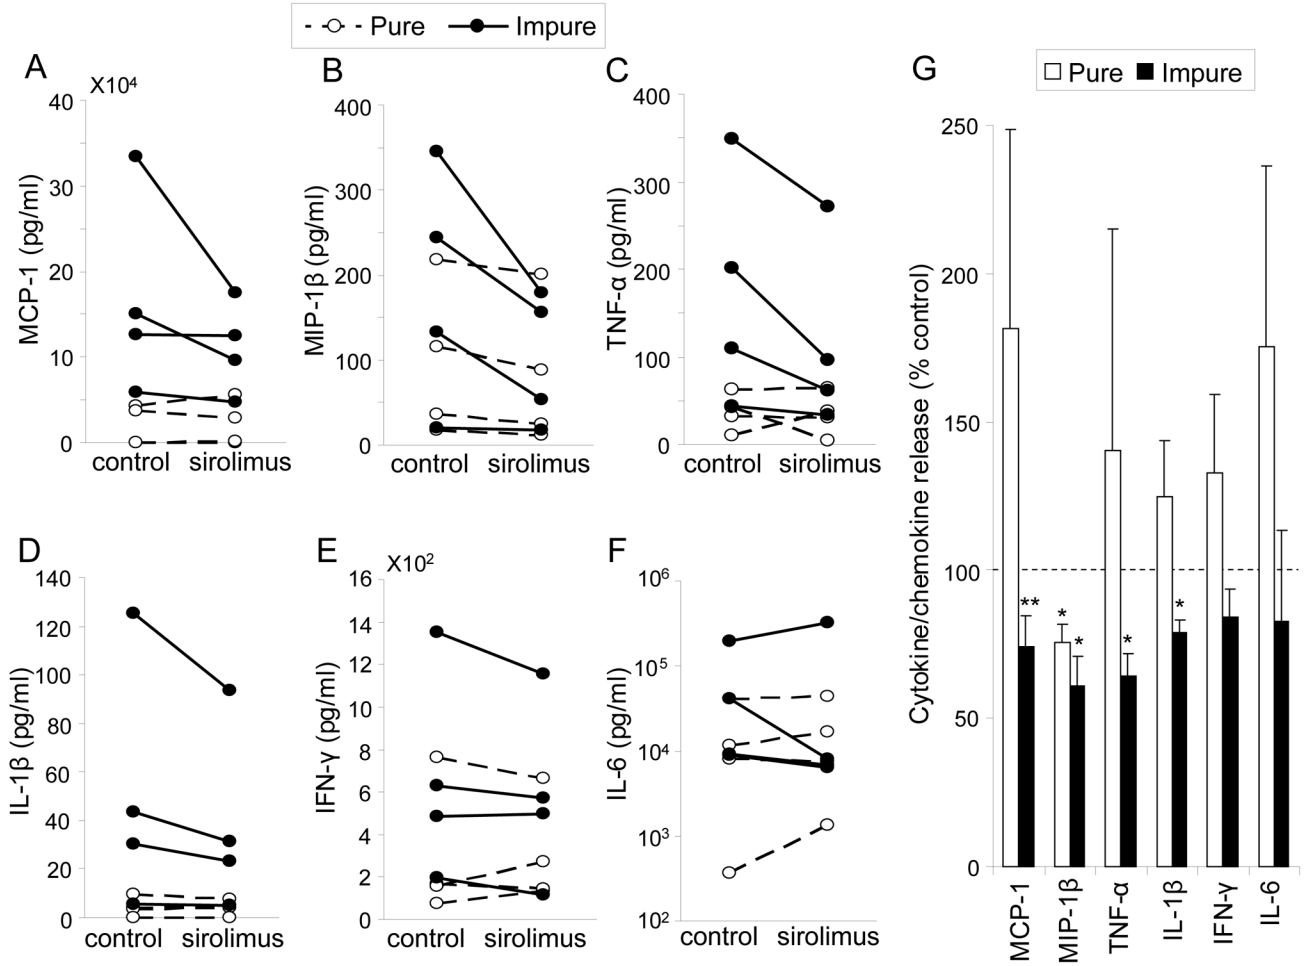 Pure Impure
A
X10⁴
40
30
20
10
0
MCP-1 (pg/ml)
control sirolimus
B
400
300
200
100
0
MIP-1β (pg/ml)
control sirolimus
C
400
300
200
100
0
TNF-α (pg/ml)
control sirolimus
D
140
120
100
80
60
40
20
0
IL-1β (pg/ml)
control sirolimus
E
X10²
16
14
12
10
8
6
4
2
0
IFN-γ (pg/ml)
control sirolimus
F
10⁶
10⁵
10⁴
10³
10²
IL-6 (pg/ml)
control sirolimus
G
Pure Impure
250
200
150
100
50
0
Cytokine/chemokine release (% control)
**
*
*
*
*
MCP-1
MIP-1β
TNF-α
IL-1β
IFN-γ
IL-6